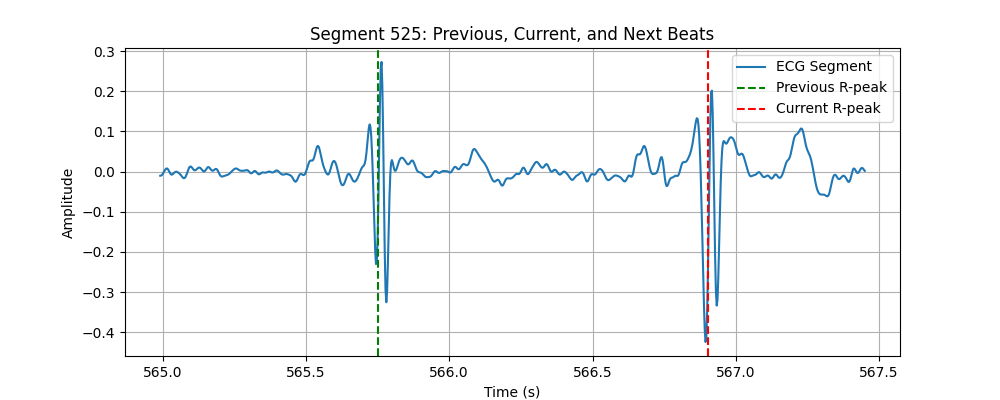 Segment 525: Previous, Current, and Next Beats
0.3
0.2
0.1
0.0
−0.1
−0.2
−0.3
−0.4
Amplitude
ECG Segment
Previous R-peak
Current R-peak
565.0
565.5
566.0
566.5
567.0
567.5
Time (s)